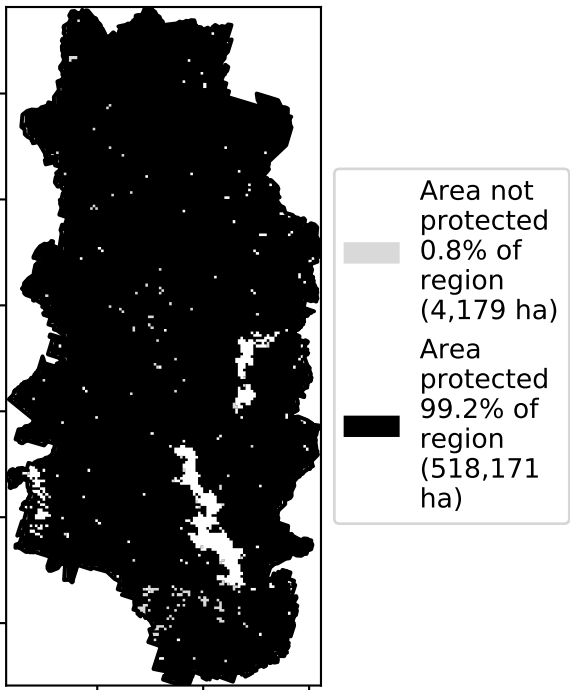 Area not
protected
0.8% of
region
(4,179 ha)
Area
protected
99.2% of
region
(518,171
ha)